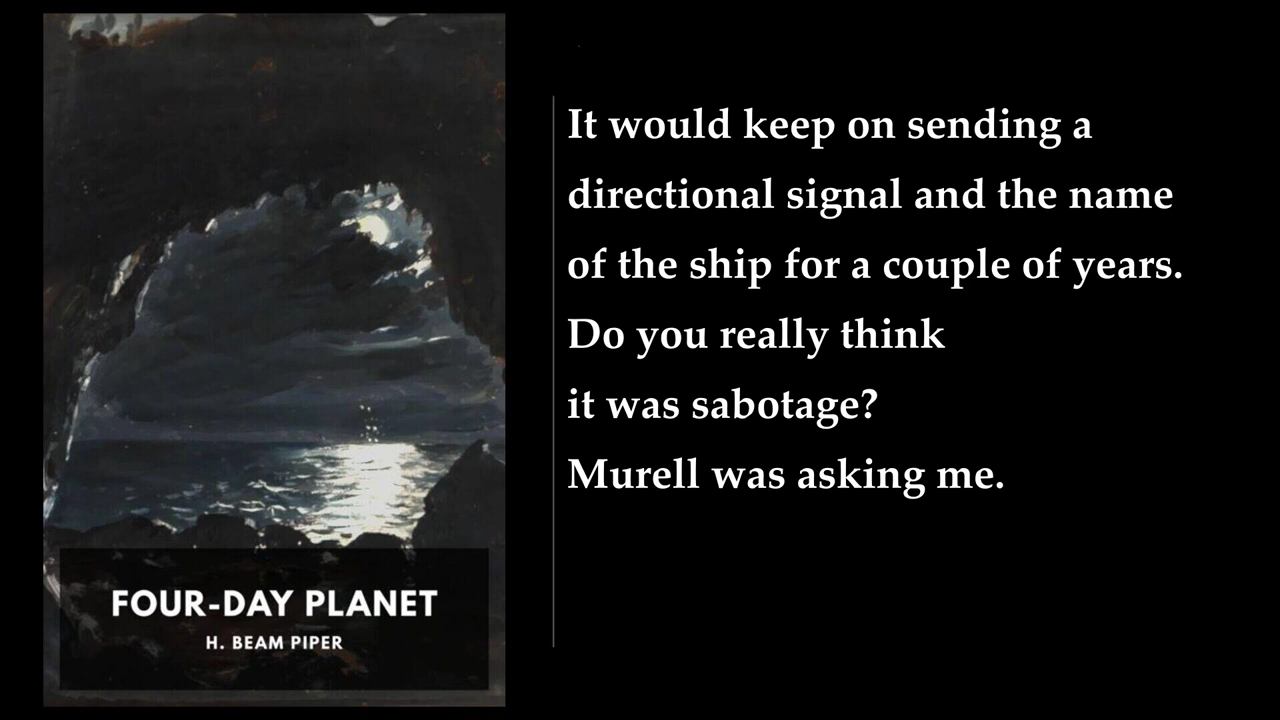 It would keep on sending a
directional signal and the name
of the ship for a couple of years.
Do you really think
it was sabotage?
Murell was asking me.
FOUR-DAY PLANET
H. BEAM PIPER